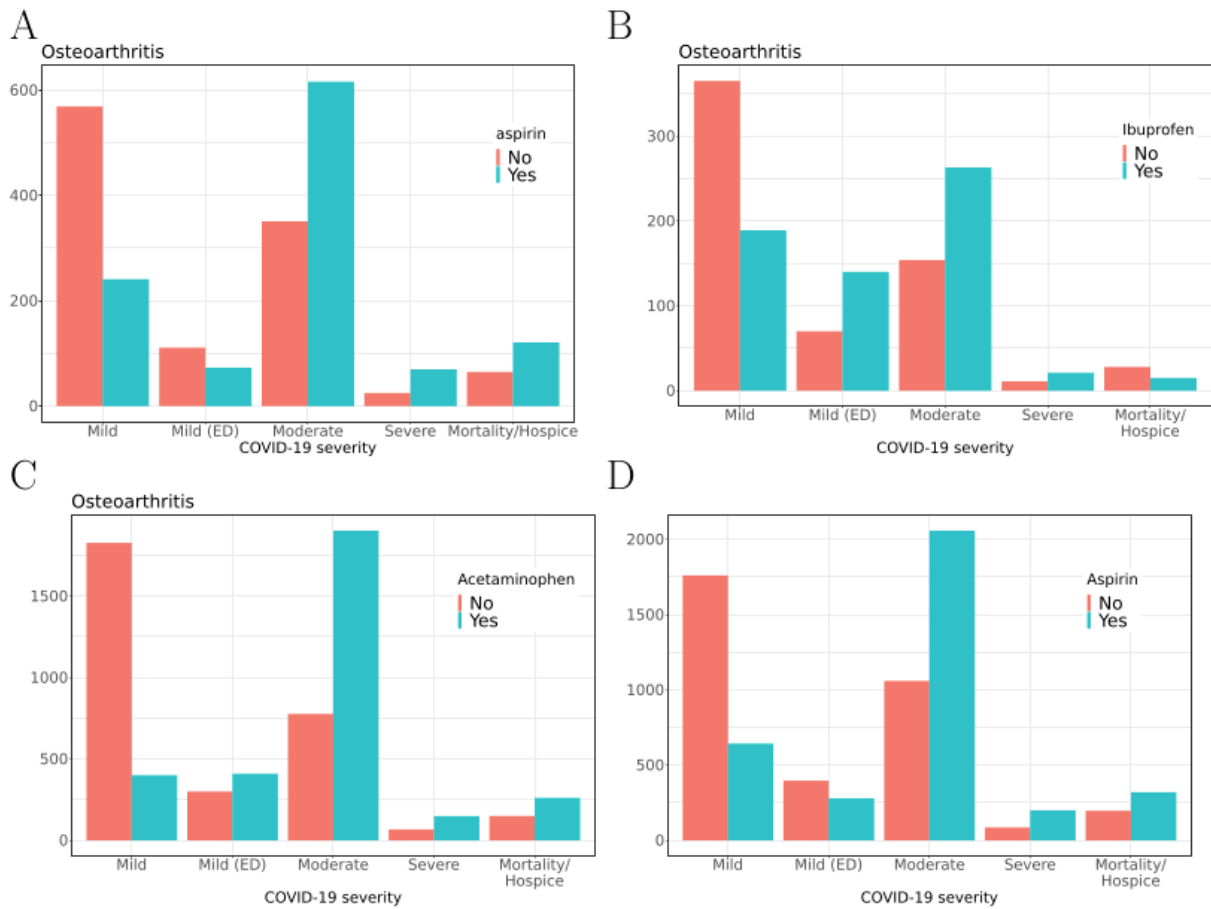 A
Osteoarthritis
600
400
200
0
aspirin
No
Yes
Mild
Mild (ED)
Moderate
Severe
Mortality/Hospice
COVID-19 severity
B
Osteoarthritis
300
200
100
0
Ibuprofen
No
Yes
Mild
Mild (ED)
Moderate
Severe
Mortality/
Hospice
COVID-19 severity
C
Osteoarthritis
1500
1000
500
0
Acetaminophen
No
Yes
Mild
Mild (ED)
Moderate
Severe
Mortality/
Hospice
COVID-19 severity
D
2000
1500
1000
500
0
Aspirin
No
Yes
Mild
Mild (ED)
Moderate
Severe
Mortality/
Hospice
COVID-19 severity